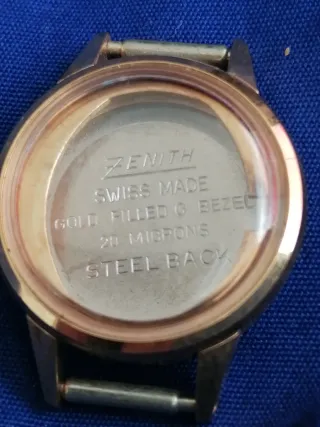 ZENITH
SWISS MADE
GOLD FILLED G BEZEL
20 MICRONS
STEEL BACK